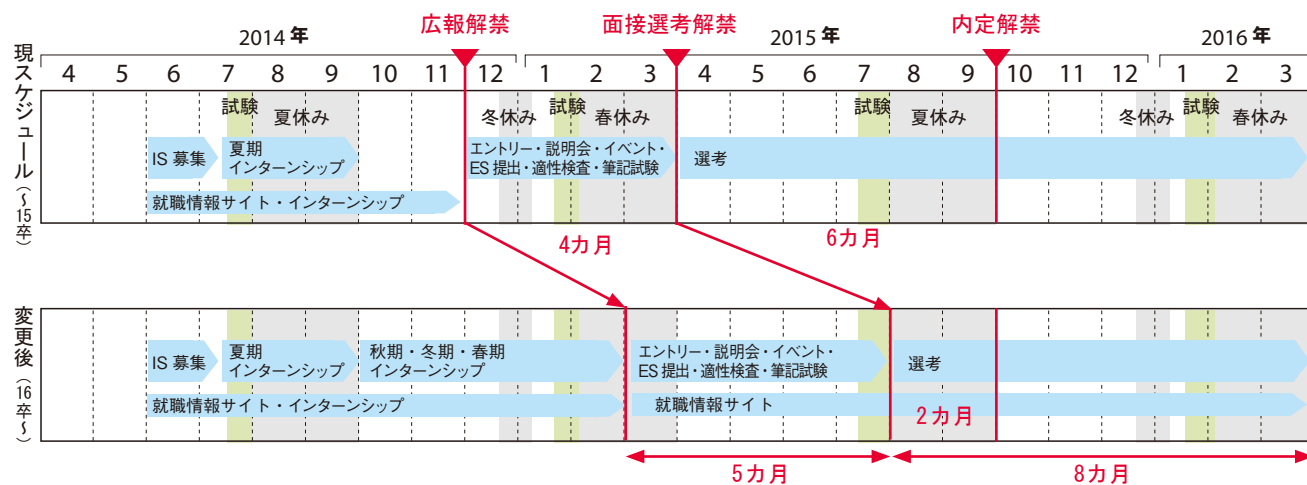 広報解禁
面接選考解禁
内定解禁
2014 年
2015 年
2016 年
4 5 6 7 8 9 10 11 12 1 2 3 4 5 6 7 8 9 10 11 12 1 2 3
現スケジュール（〜15卒）
試験
夏休み
冬休み
試験
春休み
試験
夏休み
冬休み
試験
春休み
IS 募集
夏期
インターンシップ
エントリー・説明会・イベント・
ES 提出・適性検査・筆記試験
選考
就職情報サイト・インターンシップ
4カ月
6カ月
変更後（16卒〜）
IS 募集
夏期
インターンシップ
秋期・冬期・春期
インターンシップ
エントリー・説明会・イベント・
ES 提出・適性検査・筆記試験
選考
就職情報サイト・インターンシップ
就職情報サイト
2カ月
5カ月
8カ月